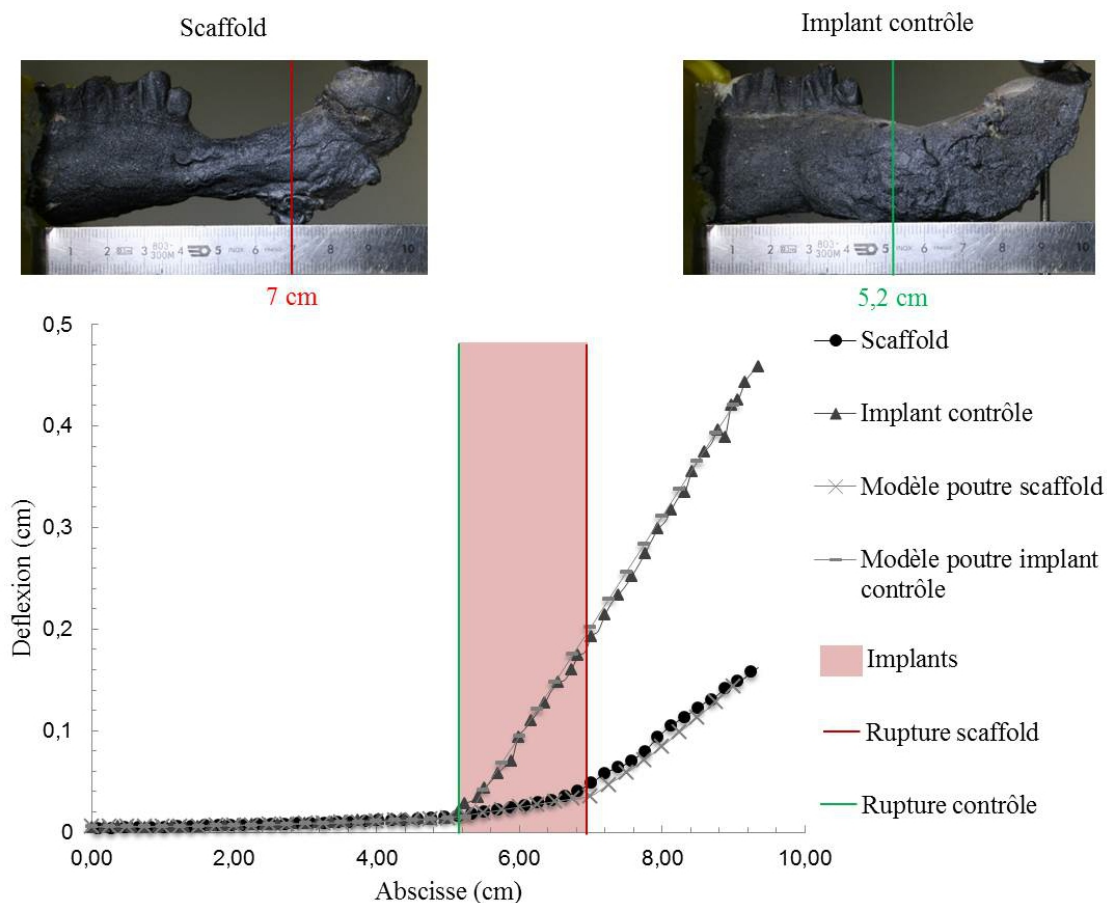 Scaffold
Implant contrôle
1 2 3 803-300M 4 5 INOX 6 7 8 9 10
1 2 3 803-300M 4 5 INOX 6 7 8 9 10
7 cm
5,2 cm
0,5
0,4
0,3
0,2
0,1
0
Deflexion (cm)
0,00 2,00 4,00 6,00 8,00 10,00
Abscisse (cm)
Scaffold
Implant contrôle
Modèle poutre scaffold
Modèle poutre implant
contrôle
Implants
Rupture scaffold
Rupture contrôle